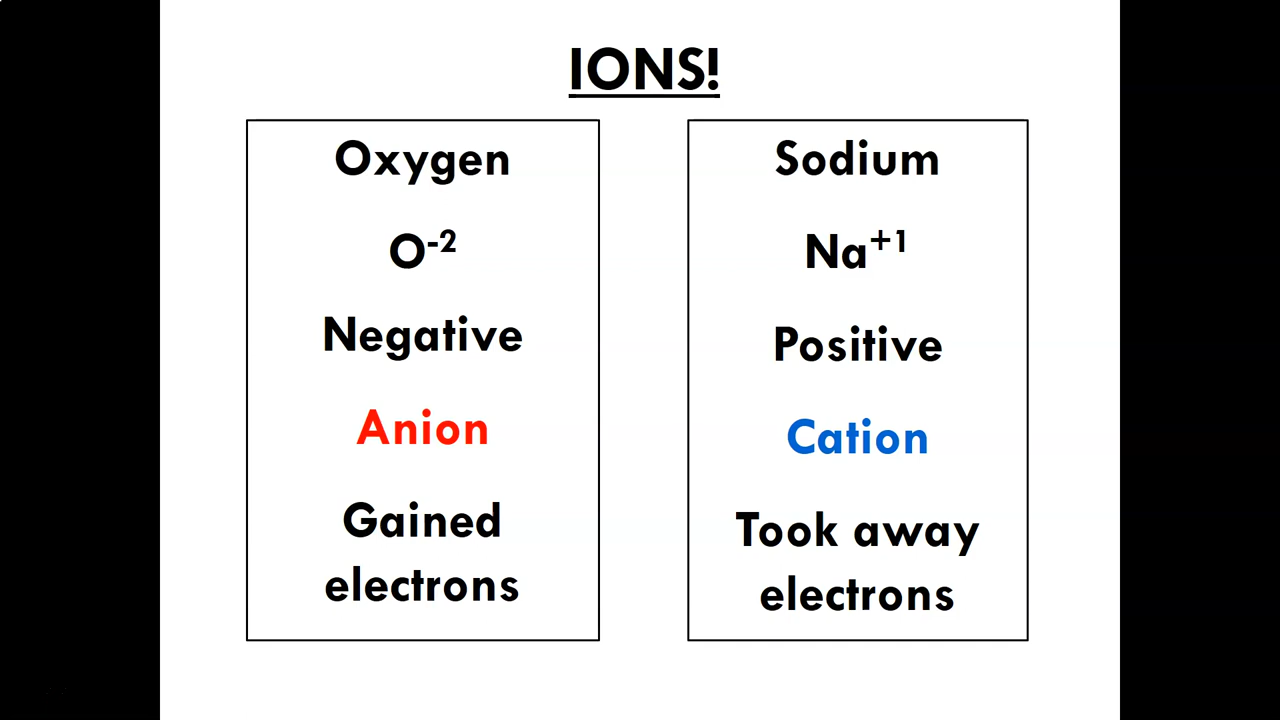 IONS!
Oxygen
O⁻²
Negative
Anion
Gained
electrons
Sodium
Na⁺¹
Positive
Cation
Took away
electrons